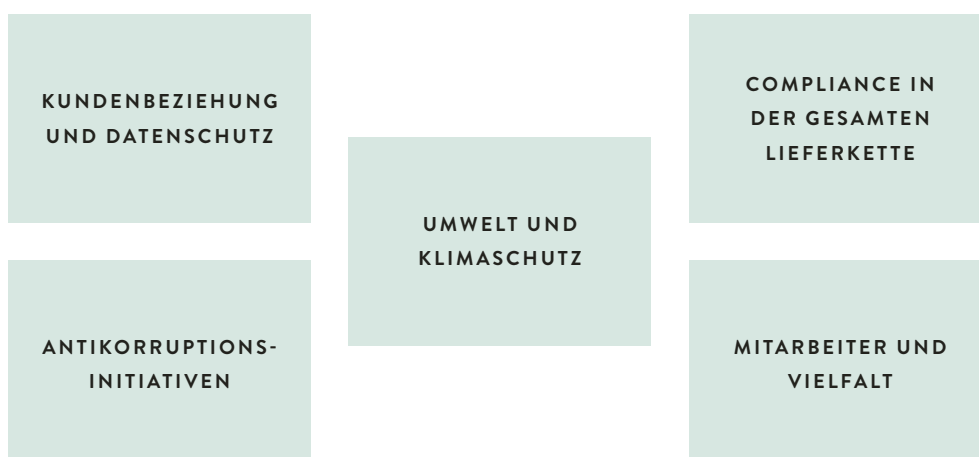 KUNDENBEZIEHUNG
UND DATENSCHUTZ
ANTIKORRUPTIONS-
INITIATIVEN
UMWELT UND
KLIMASCHUTZ
COMPLIANCE IN
DER GESAMTEN
LIEFERKETTE
MITARBEITER UND
VIELFALT